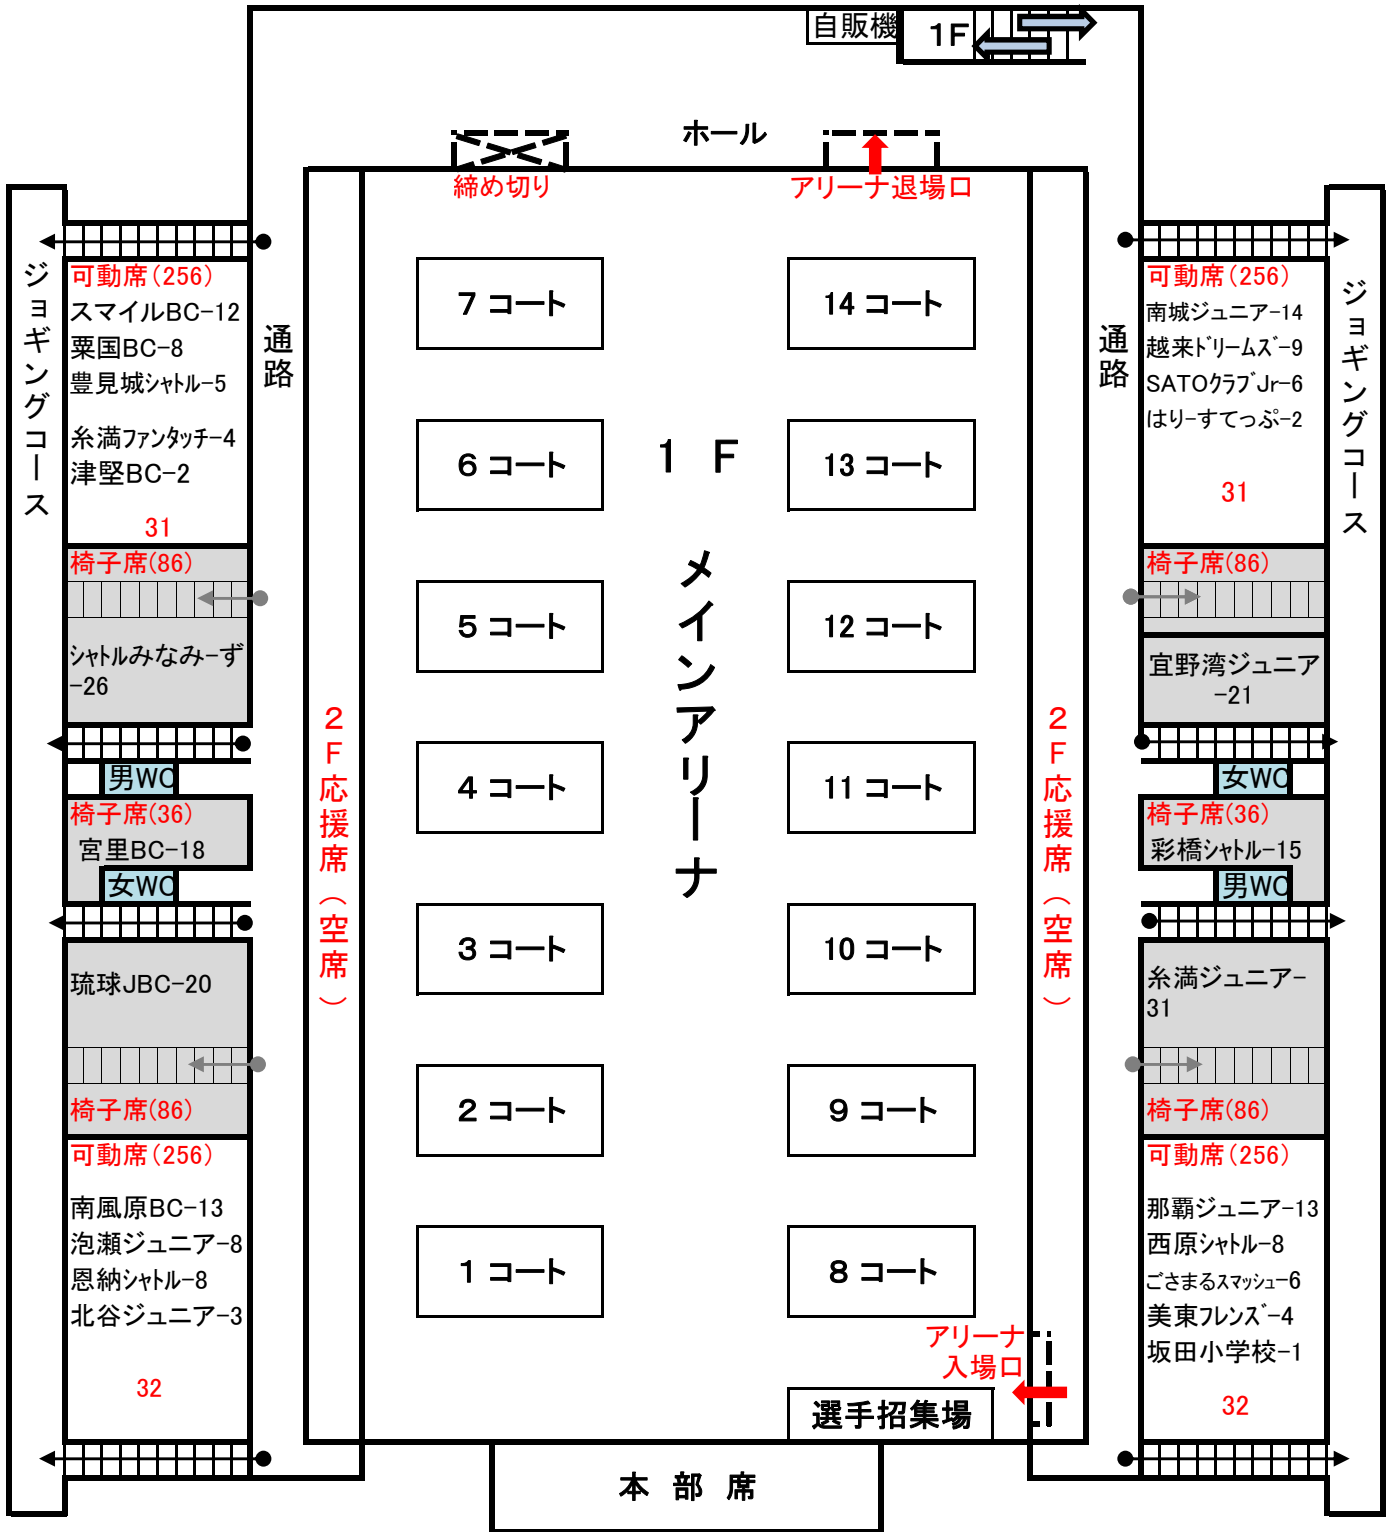 自販機
1F
ホール
締め切り
アリーナ退場口
ジョギングコース
可動席(256)
スマイルBC-12
粟国BC-8
豊見城シャトル-5
糸満ファンタッチ-4
津堅BC-2
31
椅子席(86)
シャトルみなみーず
-26
男WC
椅子席(36)
宮里BC-18
女WC
琉球JBC-20
椅子席(86)
可動席(256)
南風原BC-13
泡瀬ジュニア-8
恩納シャトル-8
北谷ジュニア-3
32
通路
2F応援席(空席)
7 コート
6 コート
5 コート
4 コート
3 コート
2 コート
1 コート
1 F
メインアリーナ
14 コート
13 コート
12 コート
11 コート
10 コート
9 コート
8 コート
アリーナ
入場口
選手招集場
本 部 席
2F応援席(空席)
通路
可動席(256)
南城ジュニア-14
越来ドリームズ-9
SATOクラブJr-6
はりーすてっぷ-2
31
椅子席(86)
宜野湾ジュニア
-21
女WC
椅子席(36)
彩橋シャトル-15
男WC
糸満ジュニア-
31
椅子席(86)
可動席(256)
那覇ジュニア-13
西原シャトル-8
ごさまるスマッシュ-6
美東フレンズ-4
坂田小学校-1
32
ジョギングコース